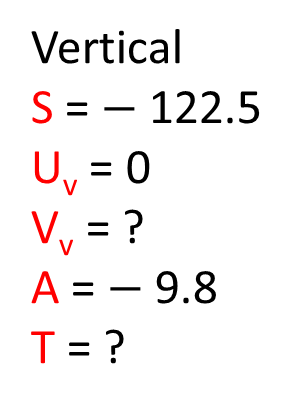 Vertical
S = – 122.5
Uv = 0
Vv = ?
A = – 9.8
T = ?